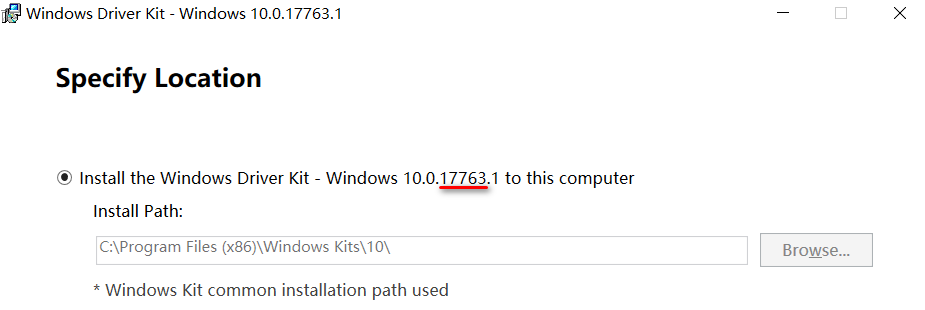 Windows Driver Kit - Windows 10.0.17763.1
Specify Location
Install the Windows Driver Kit - Windows 10.0.17763.1 to this computer
Install Path:
C:\Program Files (x86)\Windows Kits\10\
Browse...
* Windows Kit common installation path used